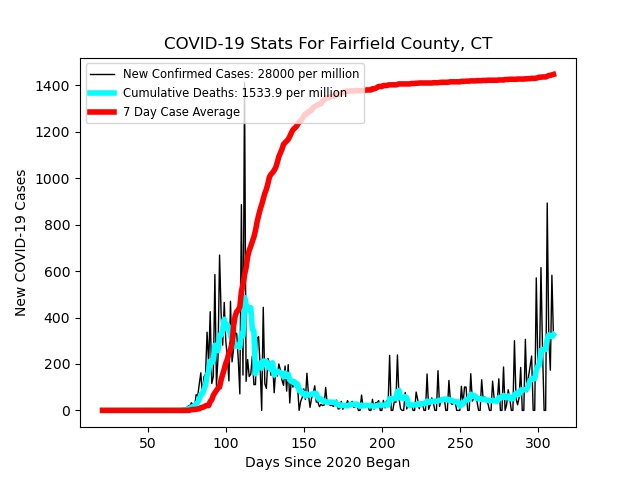 COVID-19 Stats For Fairfield County, CT
New Confirmed Cases: 28000 per million
Cumulative Deaths: 1533.9 per million
7 Day Case Average
New COVID-19 Cases
1400
1200
1000
800
600
400
200
0
50 100 150 200 250 300
Days Since 2020 Began